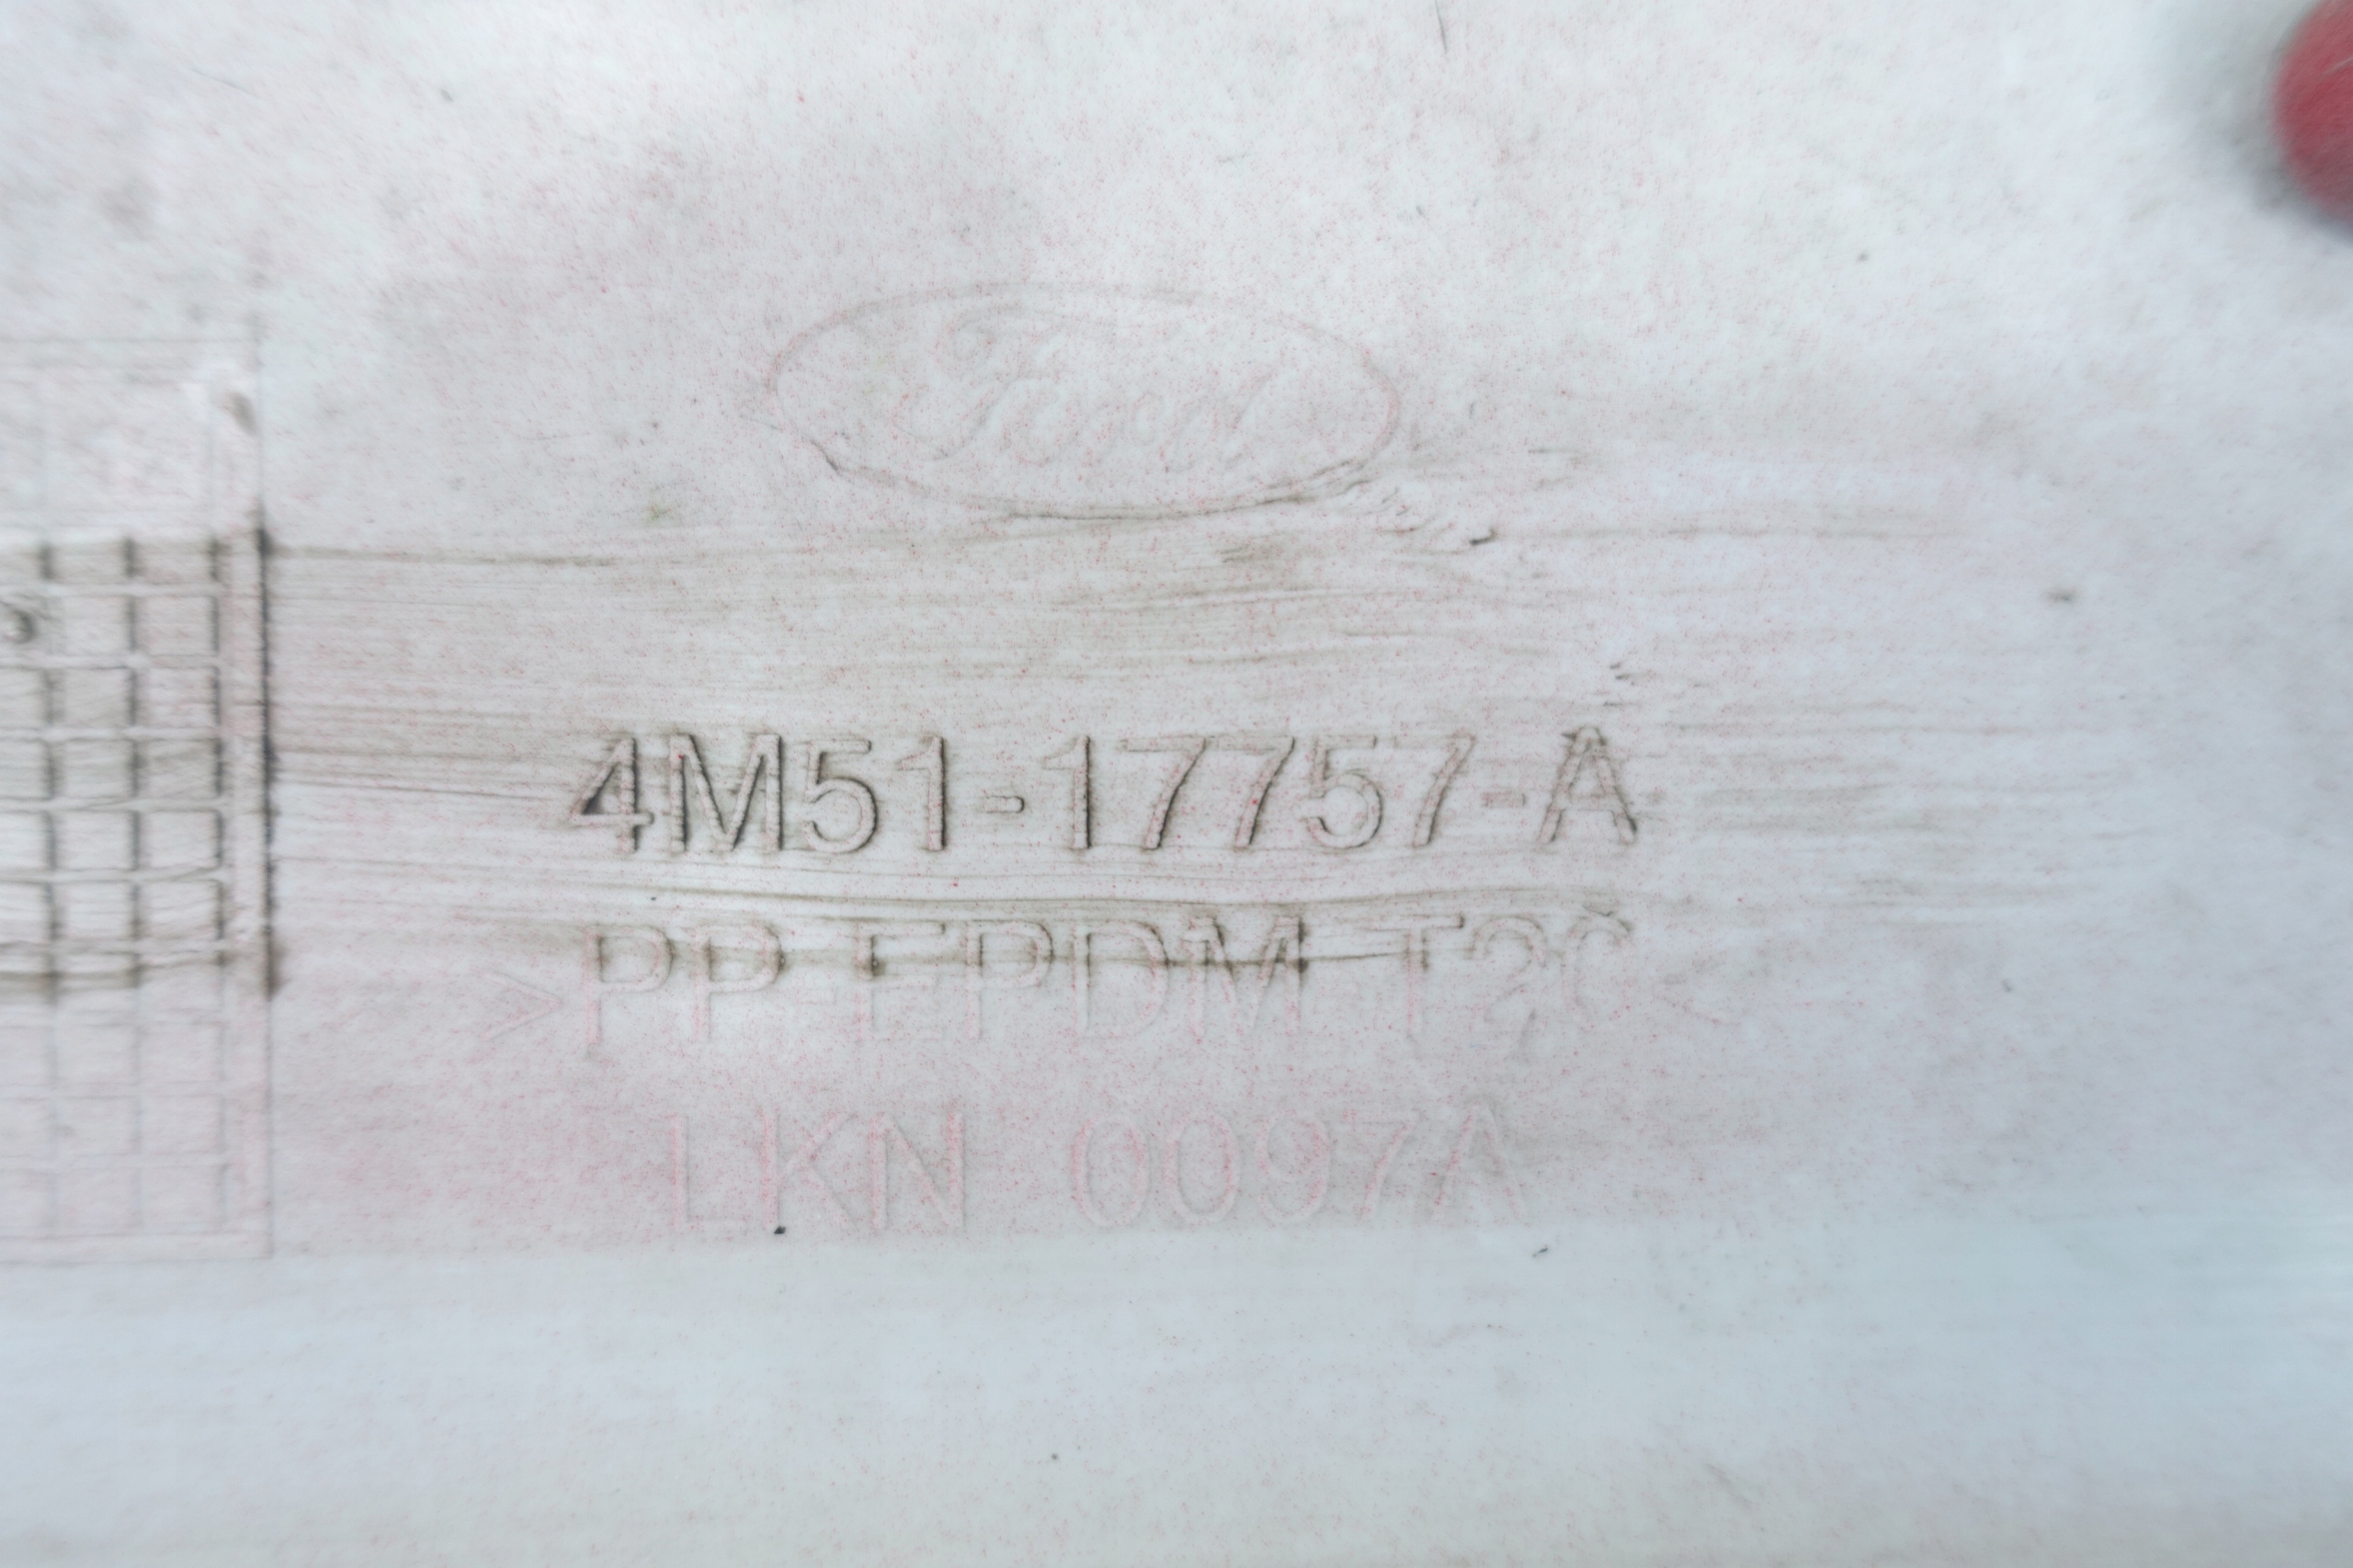 Ford
4M51-17757-A
>PP-EPDM T20<
LKN 0097A